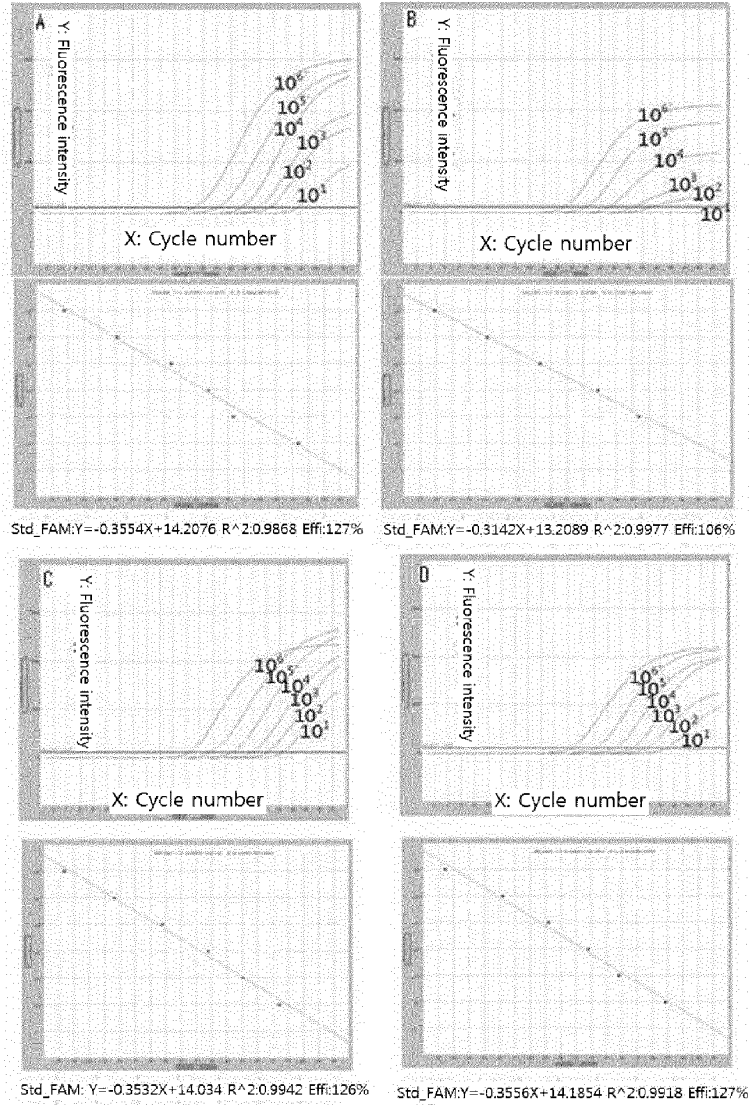 A
Y: Fluorescence intensity
10⁶
10⁵
10⁴
10³
10²
10¹
X: Cycle number
B
Y: Fluorescence intensity
10⁶
10⁵
10⁴
10³
10²
10¹
X: Cycle number
Std_FAM:Y=-0.3554X+14.2076 R^2:0.9868 Effi:127%
Std_FAM:Y=-0.3142X+13.2089 R^2:0.9977 Effi:106%
C
Y: Fluorescence intensity
10⁶
10⁵
10⁴
10³
10²
10¹
X: Cycle number
D
Y: Fluorescence intensity
10⁶
10⁵
10⁴
10³
10²
10¹
X: Cycle number
Std_FAM: Y=-0.3532X+14.034 R^2:0.9942 Effi:126%
Std_FAM:Y=-0.3556X+14.1854 R^2:0.9918 Effi:127%